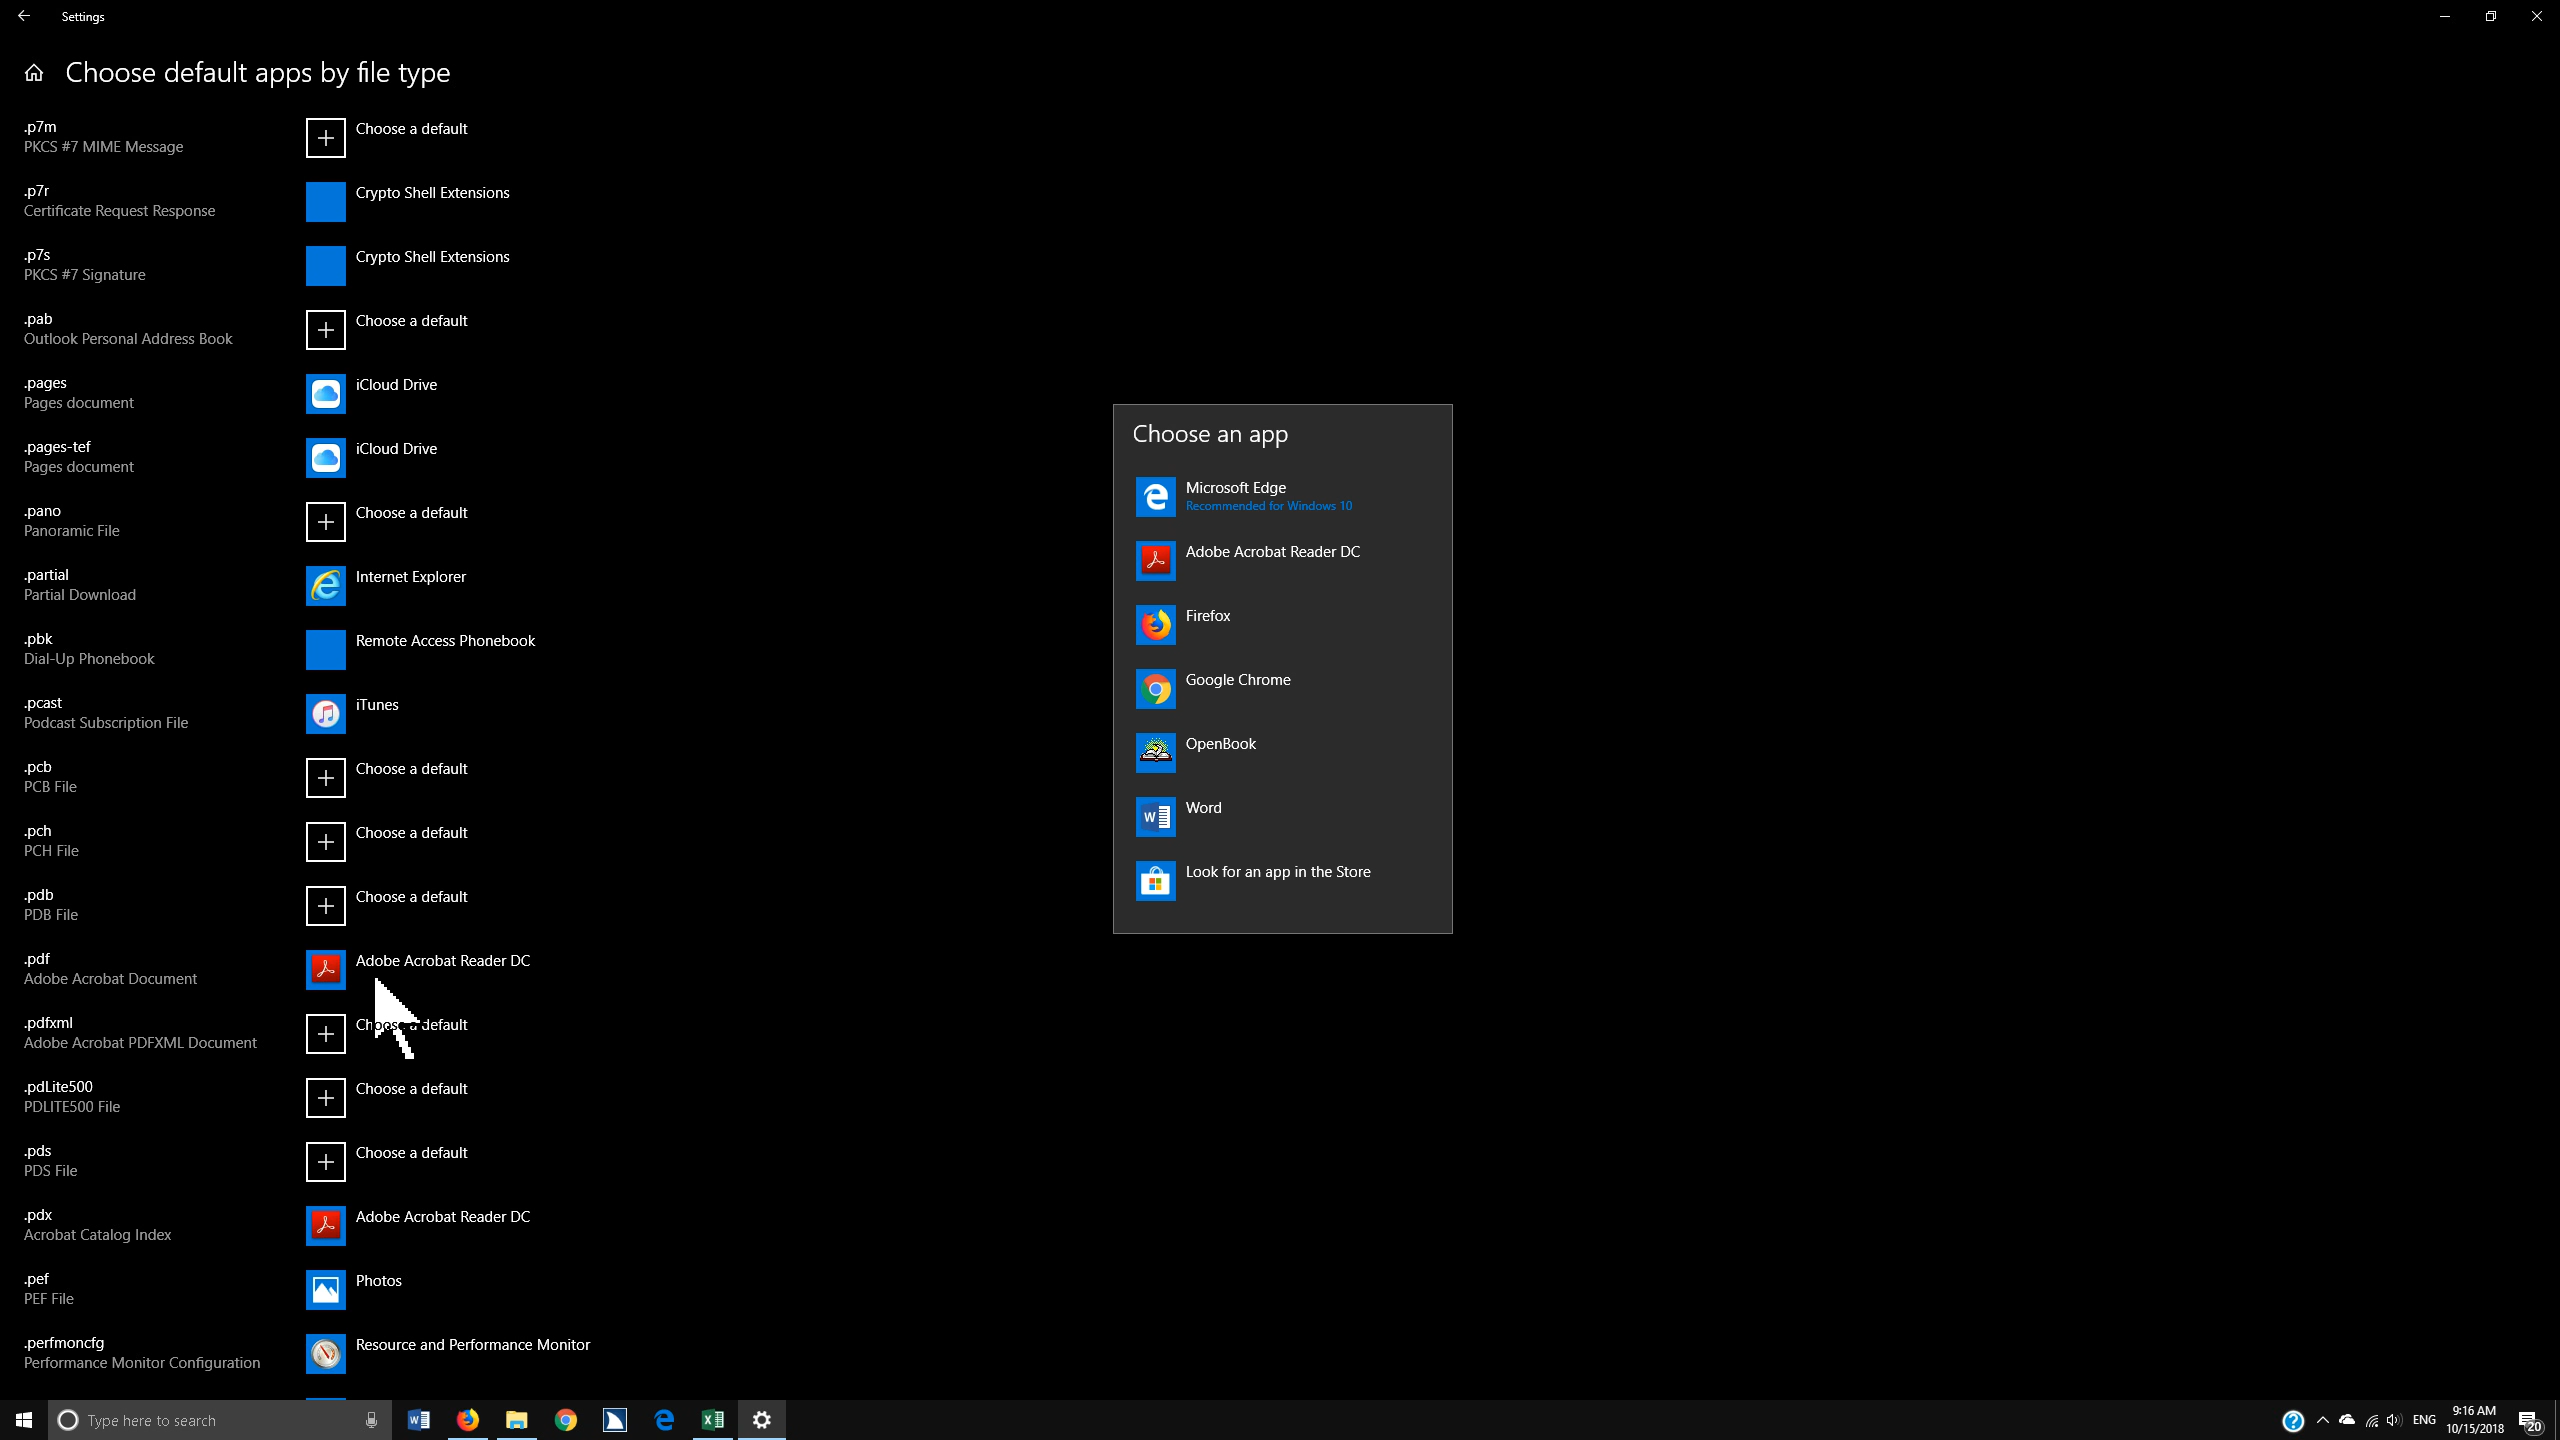 Settings
Choose default apps by file type
.p7m
PKCS #7 MIME Message
Choose a default
.p7r
Certificate Request Response
Crypto Shell Extensions
.p7s
PKCS #7 Signature
Crypto Shell Extensions
.pab
Outlook Personal Address Book
Choose a default
.pages
Pages document
iCloud Drive
.pages-tef
Pages document
iCloud Drive
.pano
Panoramic File
Choose a default
.partial
Partial Download
Internet Explorer
.pbk
Dial-Up Phonebook
Remote Access Phonebook
.pcast
Podcast Subscription File
iTunes
.pcb
PCB File
Choose a default
.pch
PCH File
Choose a default
.pdb
PDB File
Choose a default
.pdf
Adobe Acrobat Document
Adobe Acrobat Reader DC
.pdfxml
Adobe Acrobat PDFXML Document
Choose a default
.pdLite500
PDLITE500 File
Choose a default
.pds
PDS File
Choose a default
.pdx
Acrobat Catalog Index
Adobe Acrobat Reader DC
.pef
PEF File
Photos
.perfmoncfg
Performance Monitor Configuration
Resource and Performance Monitor
Choose an app
Microsoft Edge
Recommended for Windows 10
Adobe Acrobat Reader DC
Firefox
Google Chrome
OpenBook
Word
Look for an app in the Store
Type here to search
ENG
9:16 AM
10/15/2018
20